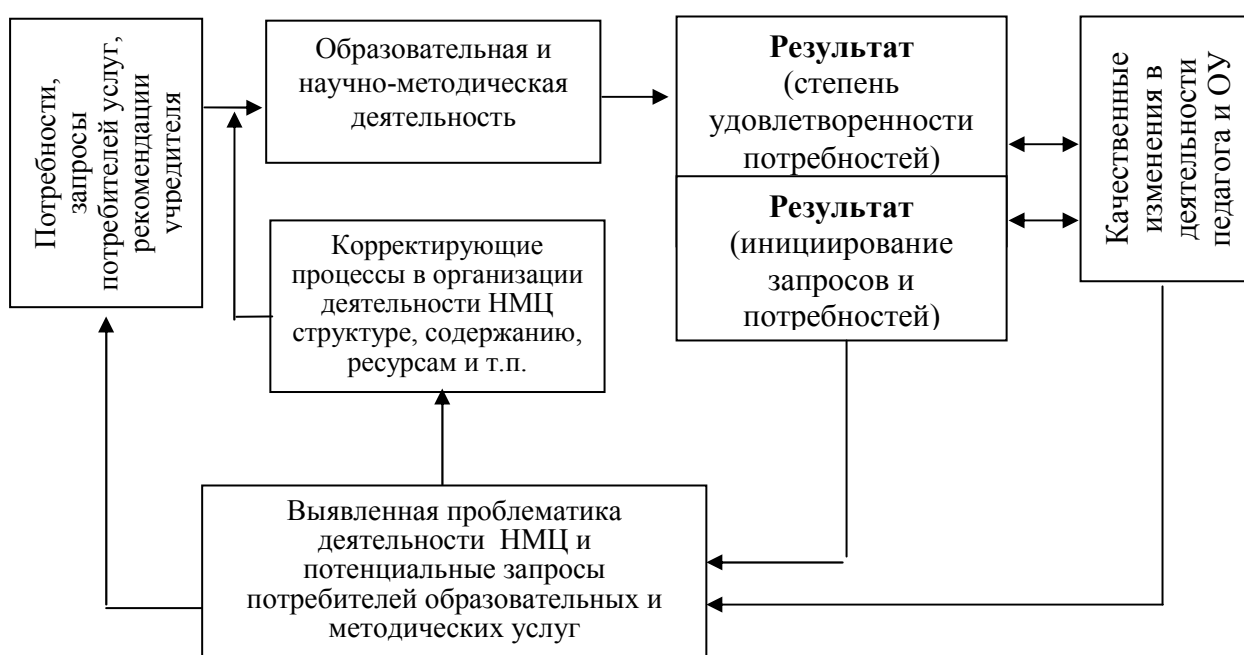 Потребности,
запросы
потребителей услуг,
рекомендации
учредителя
Образовательная и
научно-методическая
деятельность
Результат
(степень
удовлетворенности
потребностей)
Результат
(инициирование
запросов и
потребностей)
Качественные
изменения в
деятельности
педагога и ОУ
Корректирующие
процессы в организации
деятельности НМЦ
структуре, содержанию,
ресурсам и т.п.
Выявленная проблематика
деятельности НМЦ и
потенциальные запросы
потребителей образовательных и
методических услуг